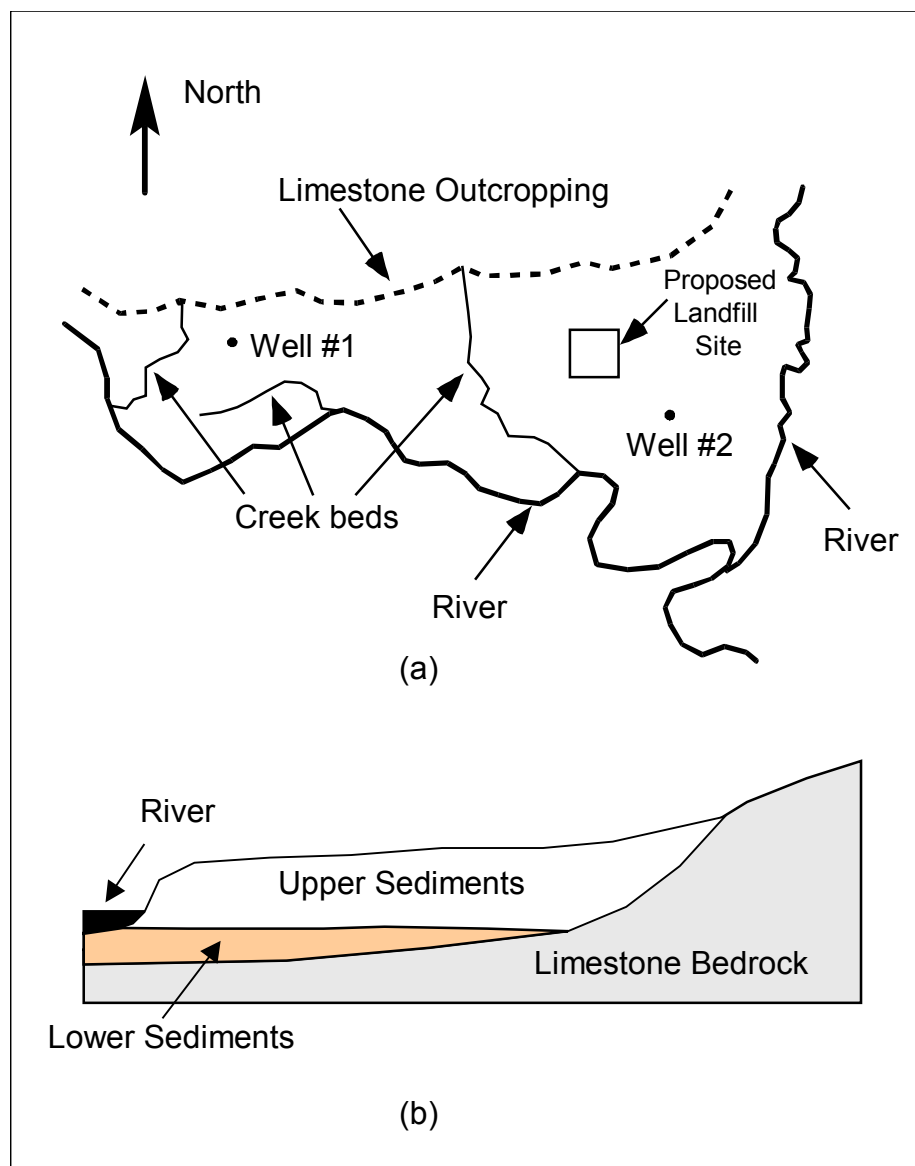 North
Limestone Outcropping
Proposed
Landfill
Site
Well #1
Well #2
Creek beds
River
River
(a)
River
Upper Sediments
Limestone Bedrock
Lower Sediments
(b)